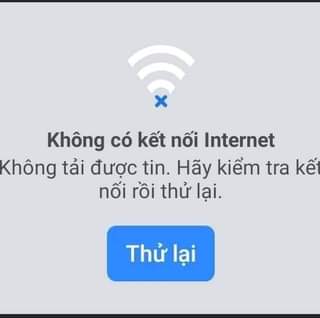 Không có kết nối Internet
Không tải được tin. Hãy kiểm tra kết
nối rồi thử lại.
Thử lại